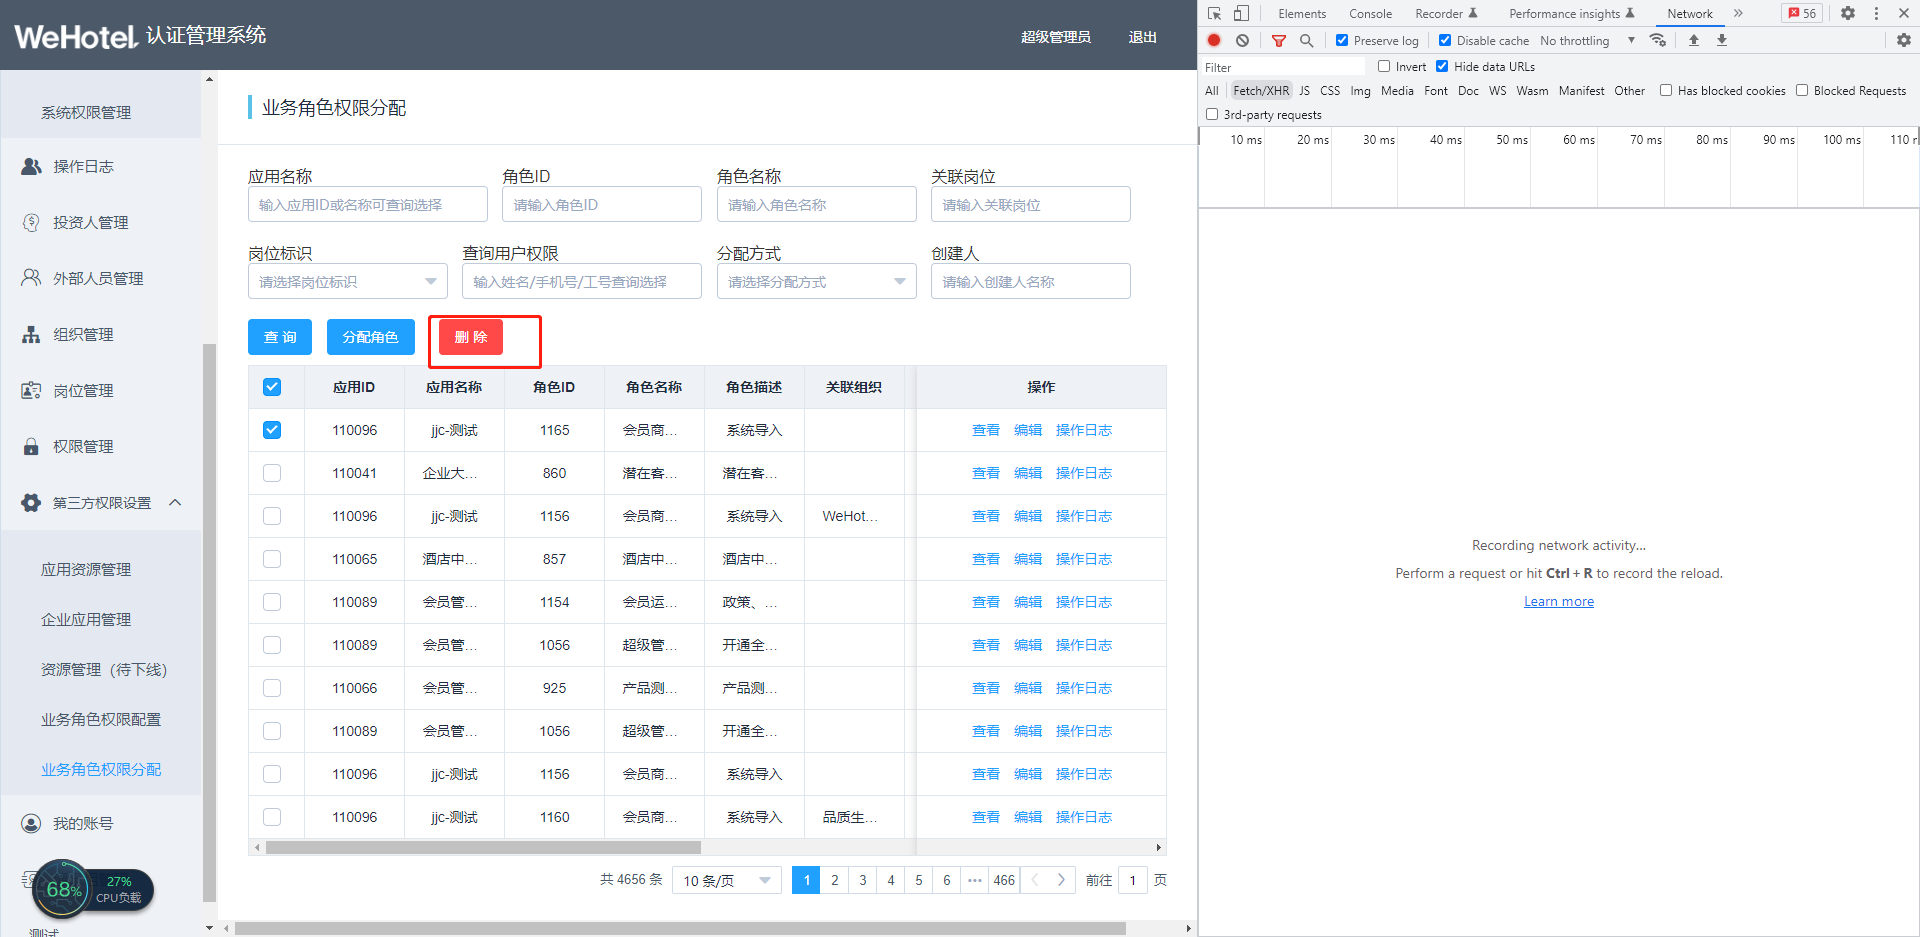 WeHotel 认证管理系统
超级管理员 退出
系统权限管理
操作日志
投资人管理
外部人员管理
组织管理
岗位管理
权限管理
第三方权限设置
应用资源管理
企业应用管理
资源管理（待下线）
业务角色权限配置
业务角色权限分配
我的账号
68%
27%
CPU负载
测试
业务角色权限分配
应用名称 角色ID 角色名称 关联岗位
输入应用ID或名称可查询选择 请输入角色ID 请输入角色名称 请输入关联岗位
岗位标识 查询用户权限 分配方式 创建人
请选择岗位标识 输入姓名/手机号/工号查询选择 请选择分配方式 请输入创建人名称
查 询 分配角色 删 除
应用ID 应用名称 角色ID 角色名称 角色描述 关联组织 操作
110096 jjc-测试 1165 会员商... 系统导入 查看 编辑 操作日志
110041 企业大... 860 潜在客... 潜在客... 查看 编辑 操作日志
110096 jjc-测试 1156 会员商... 系统导入 WeHot... 查看 编辑 操作日志
110065 酒店中... 857 酒店中... 酒店中... 查看 编辑 操作日志
110089 会员管... 1154 会员运... 政策、... 查看 编辑 操作日志
110089 会员管... 1056 超级管... 开通全... 查看 编辑 操作日志
110066 会员管... 925 产品测... 产品测... 查看 编辑 操作日志
110089 会员管... 1056 超级管... 开通全... 查看 编辑 操作日志
110096 jjc-测试 1156 会员商... 系统导入 查看 编辑 操作日志
110096 jjc-测试 1160 会员商... 系统导入 品质生... 查看 编辑 操作日志
共 4656 条 10 条/页 1 2 3 4 5 6 ••• 466 前往 1 页
Elements Console Recorder Performance insights Network » 56
Preserve log Disable cache No throttling
Filter Invert Hide data URLs
All Fetch/XHR JS CSS Img Media Font Doc WS Wasm Manifest Other Has blocked cookies Blocked Requests
3rd-party requests
10 ms 20 ms 30 ms 40 ms 50 ms 60 ms 70 ms 80 ms 90 ms 100 ms 110
Recording network activity...
Perform a request or hit Ctrl + R to record the reload.
Learn more